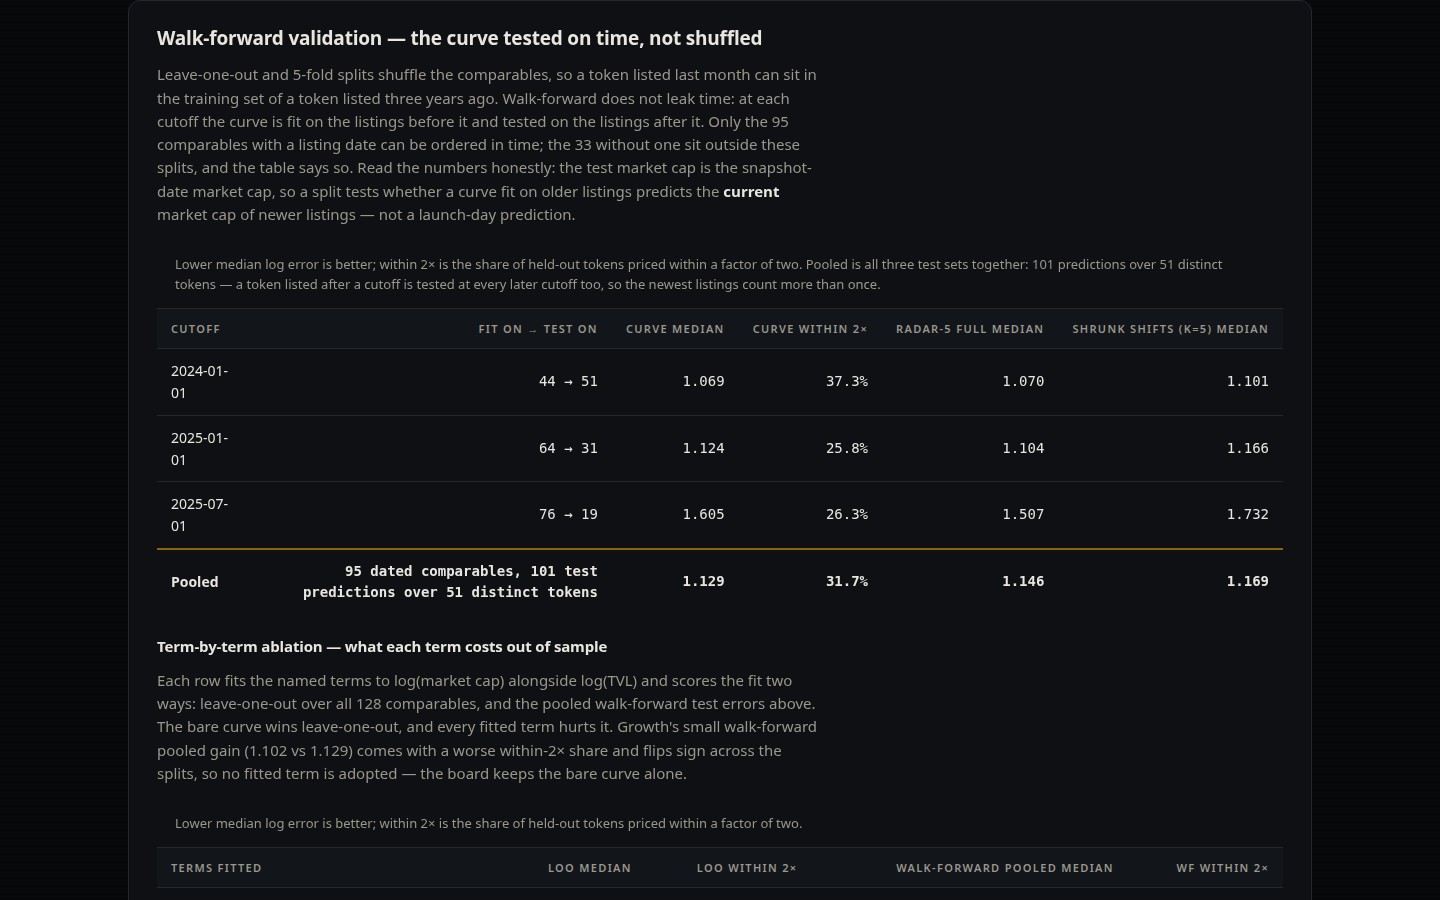 Walk-forward validation — the curve tested on time, not shuffled
Leave-one-out and 5-fold splits shuffle the comparables, so a token listed last month can sit in
the training set of a token listed three years ago. Walk-forward does not leak time: at each
cutoff the curve is fit on the listings before it and tested on the listings after it. Only the 95
comparables with a listing date can be ordered in time; the 33 without one sit outside these
splits, and the table says so. Read the numbers honestly: the test market cap is the snapshot-
date market cap, so a split tests whether a curve fit on older listings predicts the current
market cap of newer listings — not a launch-day prediction.
Lower median log error is better; within 2× is the share of held-out tokens priced within a factor of two. Pooled is all three test sets together: 101 predictions over 51 distinct
tokens — a token listed after a cutoff is tested at every later cutoff too, so the newest listings count more than once.
CUTOFF FIT ON → TEST ON CURVE MEDIAN CURVE WITHIN 2× RADAR-5 FULL MEDIAN SHRUNK SHIFTS (K=5) MEDIAN
2024-01-
01 44 → 51 1.069 37.3% 1.070 1.101
2025-01-
01 64 → 31 1.124 25.8% 1.104 1.166
2025-07-
01 76 → 19 1.605 26.3% 1.507 1.732
Pooled 95 dated comparables, 101 test
predictions over 51 distinct tokens 1.129 31.7% 1.146 1.169
Term-by-term ablation — what each term costs out of sample
Each row fits the named terms to log(market cap) alongside log(TVL) and scores the fit two
ways: leave-one-out over all 128 comparables, and the pooled walk-forward test errors above.
The bare curve wins leave-one-out, and every fitted term hurts it. Growth's small walk-forward
pooled gain (1.102 vs 1.129) comes with a worse within-2× share and flips sign across the
splits, so no fitted term is adopted — the board keeps the bare curve alone.
Lower median log error is better; within 2× is the share of held-out tokens priced within a factor of two.
TERMS FITTED LOO MEDIAN LOO WITHIN 2× WALK-FORWARD POOLED MEDIAN WF WITHIN 2×